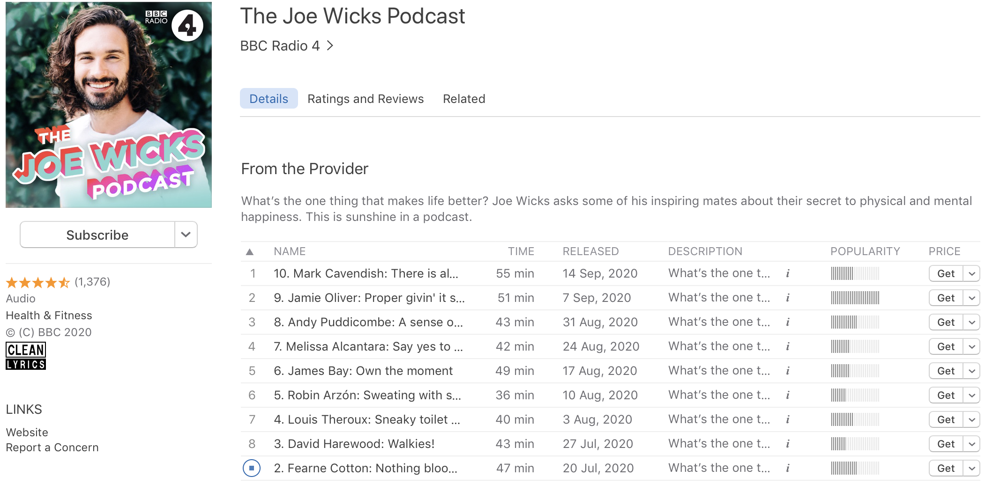 BBC
RADIO 4
THE
JOE WICKS
PODCAST
Subscribe
(1,376)
Audio
Health & Fitness
© (C) BBC 2020
CLEAN
LYRICS
LINKS
Website
Report a Concern
The Joe Wicks Podcast
BBC Radio 4 >
Details Ratings and Reviews Related
From the Provider
What’s the one thing that makes life better? Joe Wicks asks some of his inspiring mates about their secret to physical and mental
happiness. This is sunshine in a podcast.
▲ NAME TIME RELEASED DESCRIPTION POPULARITY PRICE
1 10. Mark Cavendish: There is al... 55 min 14 Sep, 2020 What’s the one t... i Get
2 9. Jamie Oliver: Proper givin' it s... 51 min 7 Sep, 2020 What’s the one t... i Get
3 8. Andy Puddicombe: A sense o... 43 min 31 Aug, 2020 What’s the one t... i Get
4 7. Melissa Alcantara: Say yes to ... 42 min 24 Aug, 2020 What’s the one t... i Get
5 6. James Bay: Own the moment 49 min 17 Aug, 2020 What’s the one t... i Get
6 5. Robin Arzón: Sweating with s... 36 min 10 Aug, 2020 What’s the one t... i Get
7 4. Louis Theroux: Sneaky toilet ... 40 min 3 Aug, 2020 What’s the one t... i Get
8 3. David Harewood: Walkies! 43 min 27 Jul, 2020 What’s the one t... i Get
2. Fearne Cotton: Nothing bloo... 47 min 20 Jul, 2020 What’s the one t... i Get